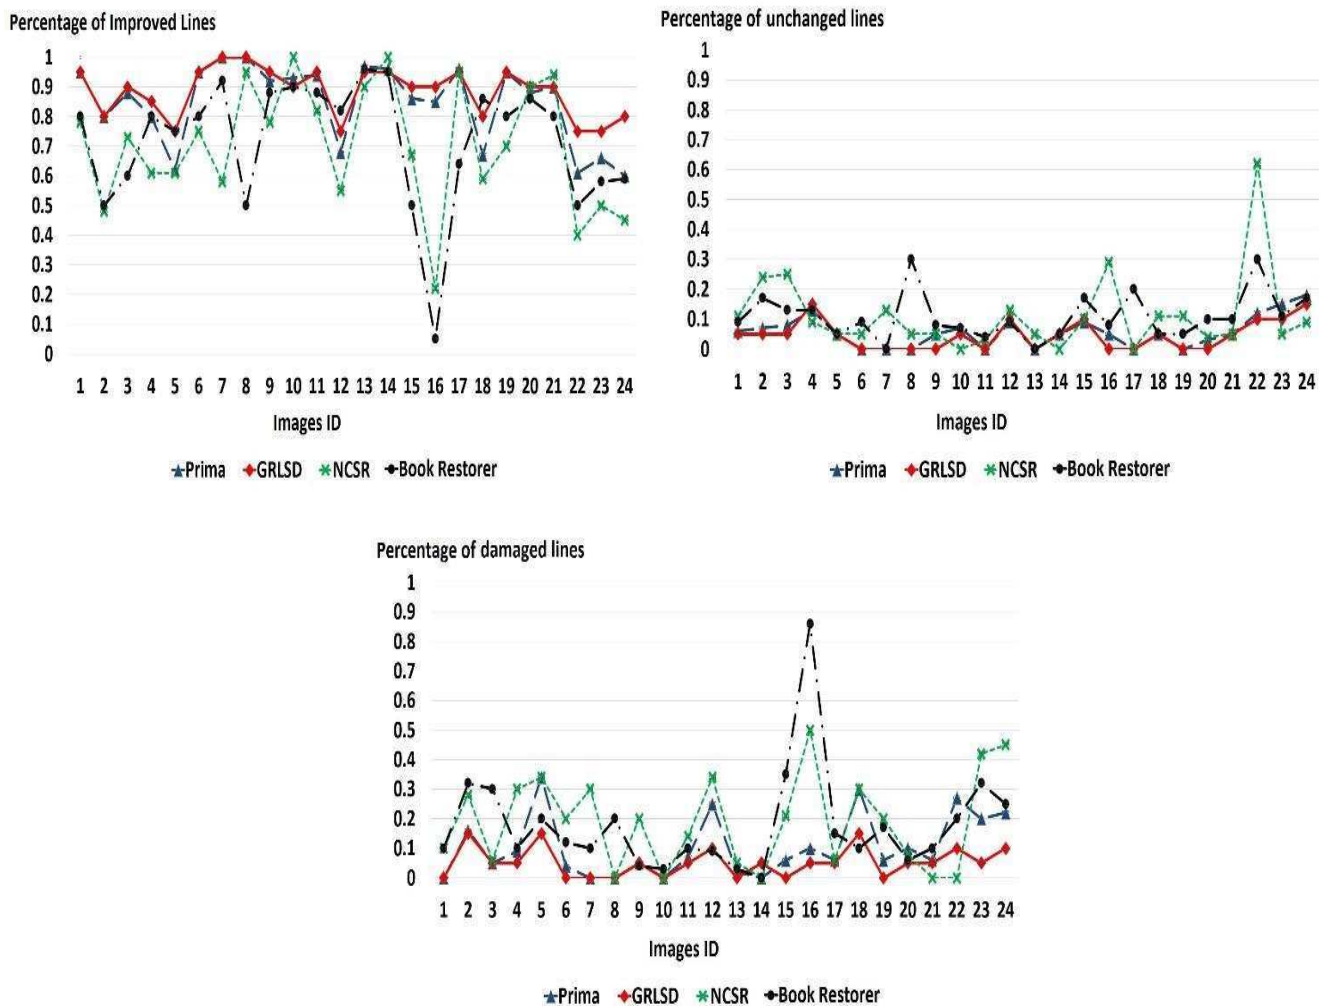 Percentage of Improved Lines
1
0.9
0.8
0.7
0.6
0.5
0.4
0.3
0.2
0.1
0
1 2 3 4 5 6 7 8 9 10 11 12 13 14 15 16 17 18 19 20 21 22 23 24
Images ID
Prima GRLSD NCSR Book Restorer
Percentage of unchanged lines
1
0.9
0.8
0.7
0.6
0.5
0.4
0.3
0.2
0.1
0
1 2 3 4 5 6 7 8 9 10 11 12 13 14 15 16 17 18 19 20 21 22 23 24
Images ID
Prima GRLSD NCSR Book Restorer
Percentage of damaged lines
1
0.9
0.8
0.7
0.6
0.5
0.4
0.3
0.2
0.1
0
1 2 3 4 5 6 7 8 9 10 11 12 13 14 15 16 17 18 19 20 21 22 23 24
Images ID
Prima GRLSD NCSR Book Restorer